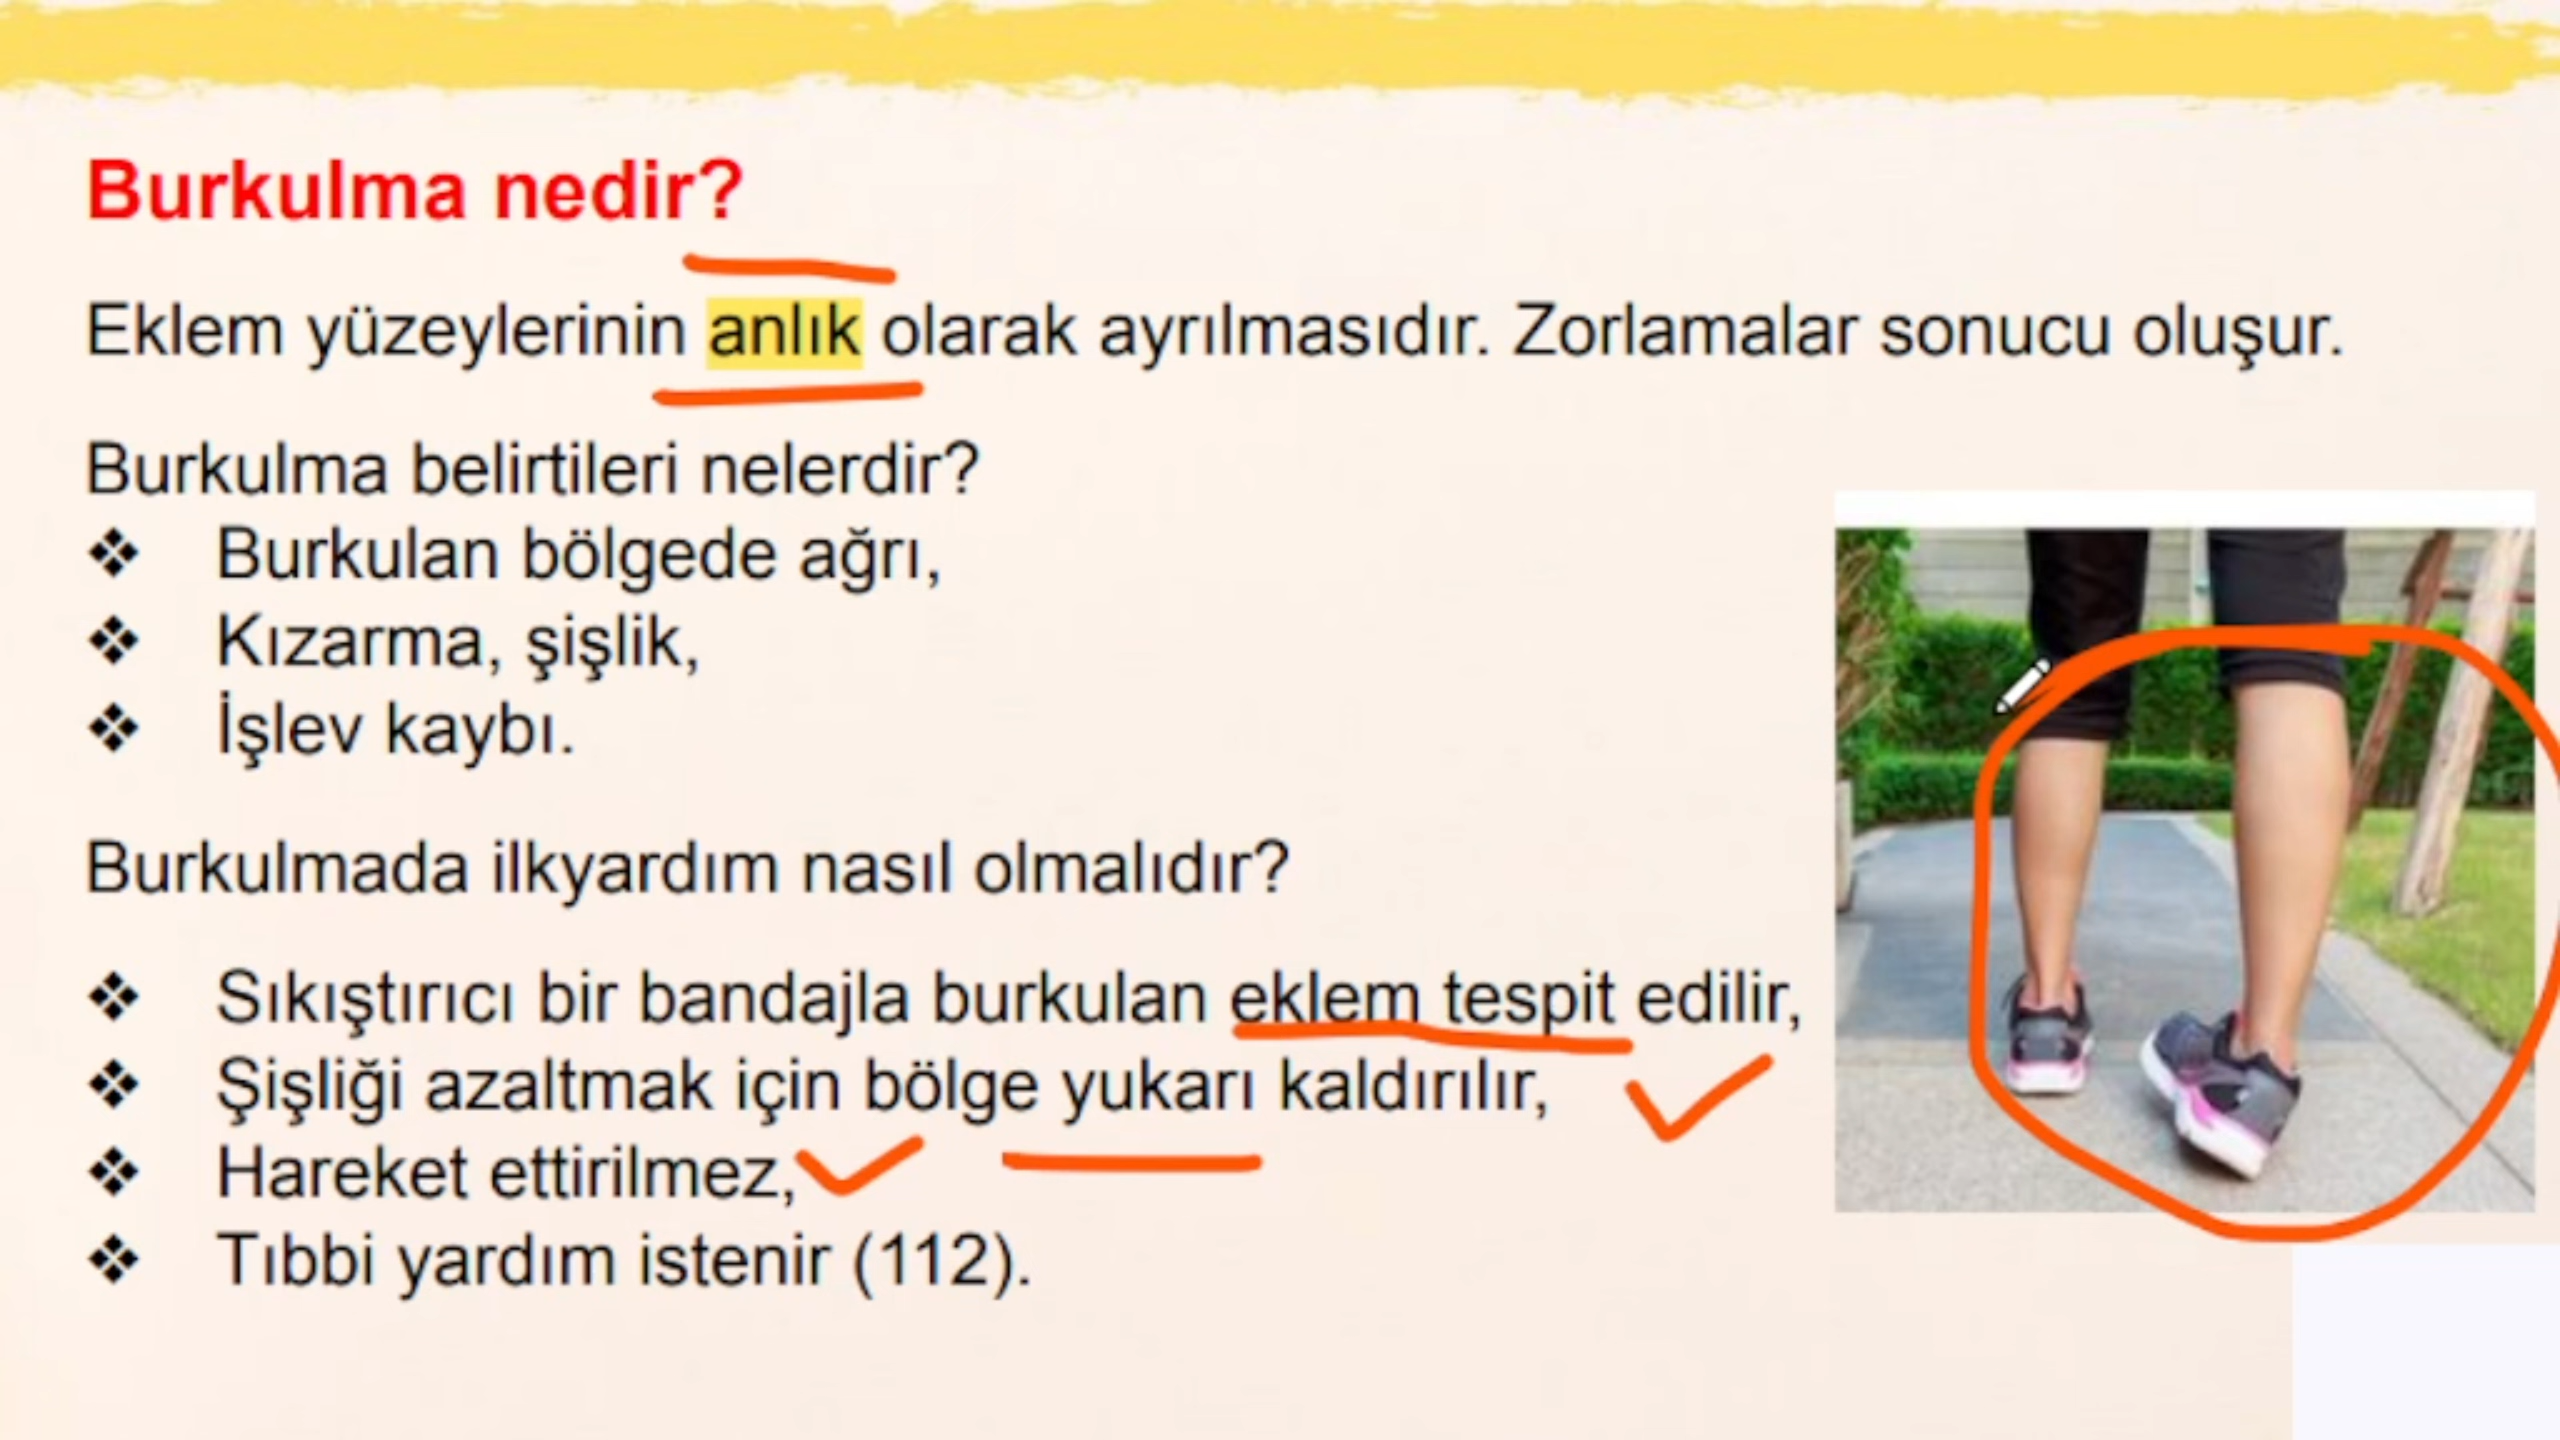 Burkulma nedir?
Eklem yüzeylerinin anlık olarak ayrılmasıdır. Zorlamalar sonucu oluşur.
Burkulma belirtileri nelerdir?
❖ Burkulan bölgede ağrı,
❖ Kızarma, şişlik,
❖ İşlev kaybı.
Burkulmada ilkyardım nasıl olmalıdır?
❖ Sıkıştırıcı bir bandajla burkulan eklem tespit edilir,
❖ Şişliği azaltmak için bölge yukarı kaldırılır,
❖ Hareket ettirilmez,
❖ Tıbbi yardım istenir (112).